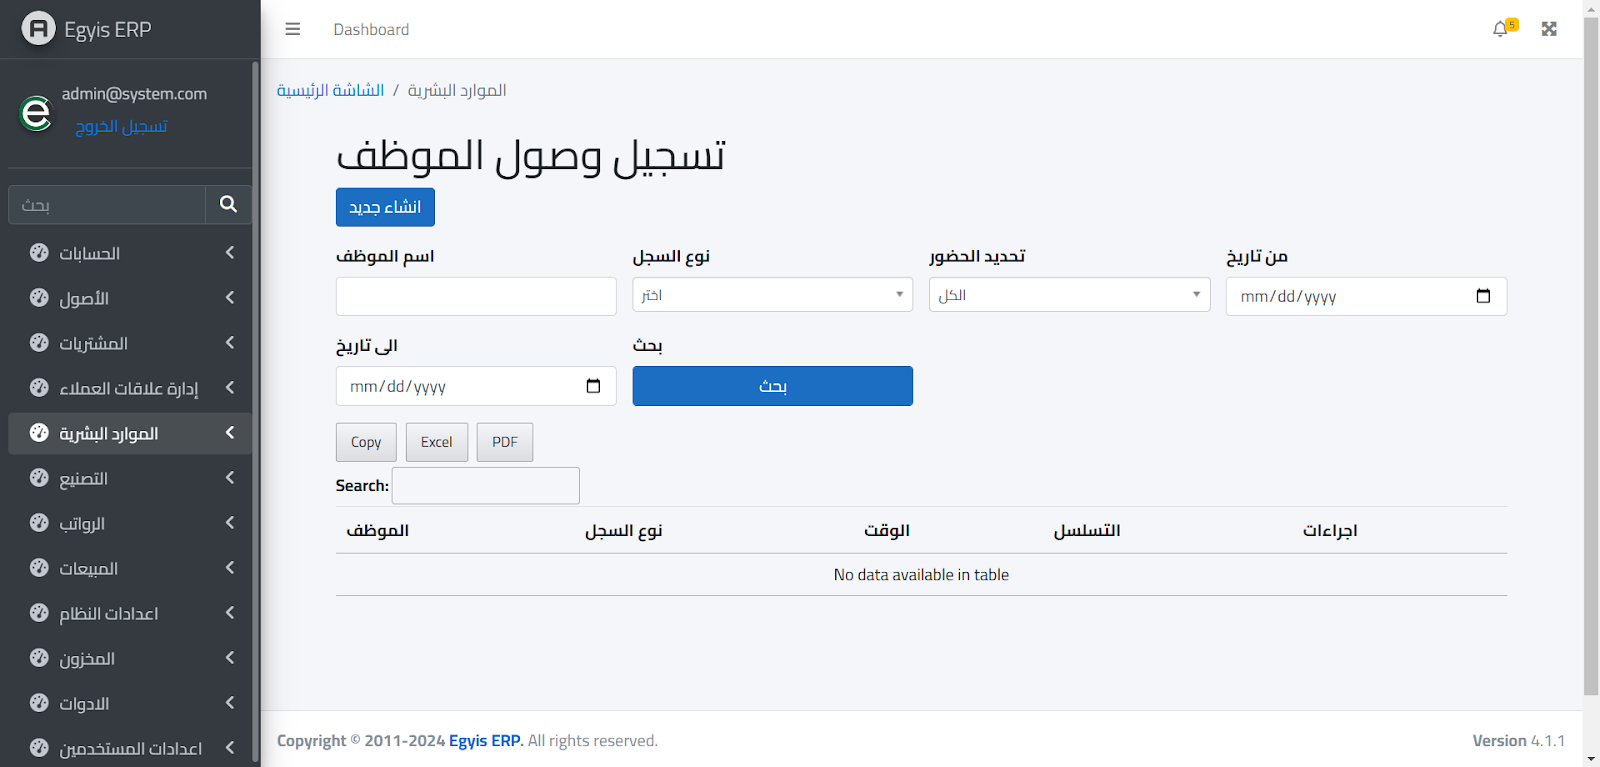 Egyis ERP
admin@system.com
تسجيل الخروج
بحث
الحسابات
الأصول
المشتريات
إدارة علاقات العملاء
الموارد البشرية
التصنيع
الرواتب
المبيعات
اعدادات النظام
المخزون
الادوات
اعدادات المستخدمين
Dashboard
5
الشاشة الرئيسية / الموارد البشرية
تسجيل وصول الموظف
انشاء جديد
اسم الموظف
نوع السجل
تحديد الحضور
من تاريخ
اختر
الكل
mm/dd/yyyy
الى تاريخ
بحث
mm/dd/yyyy
بحث
Copy
Excel
PDF
Search:
الموظف
نوع السجل
الوقت
التسلسل
اجراءات
No data available in table
Copyright © 2011-2024 Egyis ERP. All rights reserved.
Version 4.1.1